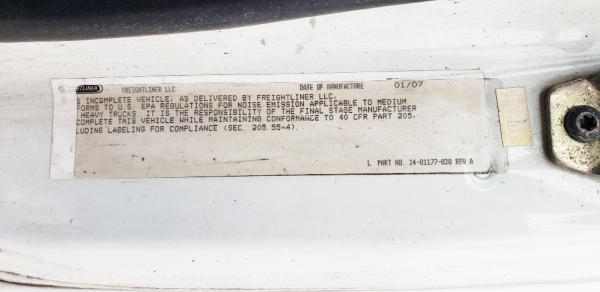 FREIGHTLINER LLC DATE OF MANUFACTURE 01/07
S INCOMPLETE VEHICLE, AS DELIVERED BY FREIGHTLINER LLC.
FORMS TO U.S. EPA REGULATIONS FOR NOISE EMISSION APPLICABLE TO MEDIUM
HEAVY TRUCKS. IT IS THE RESPONSIBILITY OF THE FINAL STAGE MANUFACTURER
COMPLETE THIS VEHICLE WHILE MAINTAINING CONFORMANCE TO 40 CFR PART 205.
LUDING LABELING FOR COMPLIANCE (SEC. 205.55-4).
L PART NO. 24-01177-020 REV A